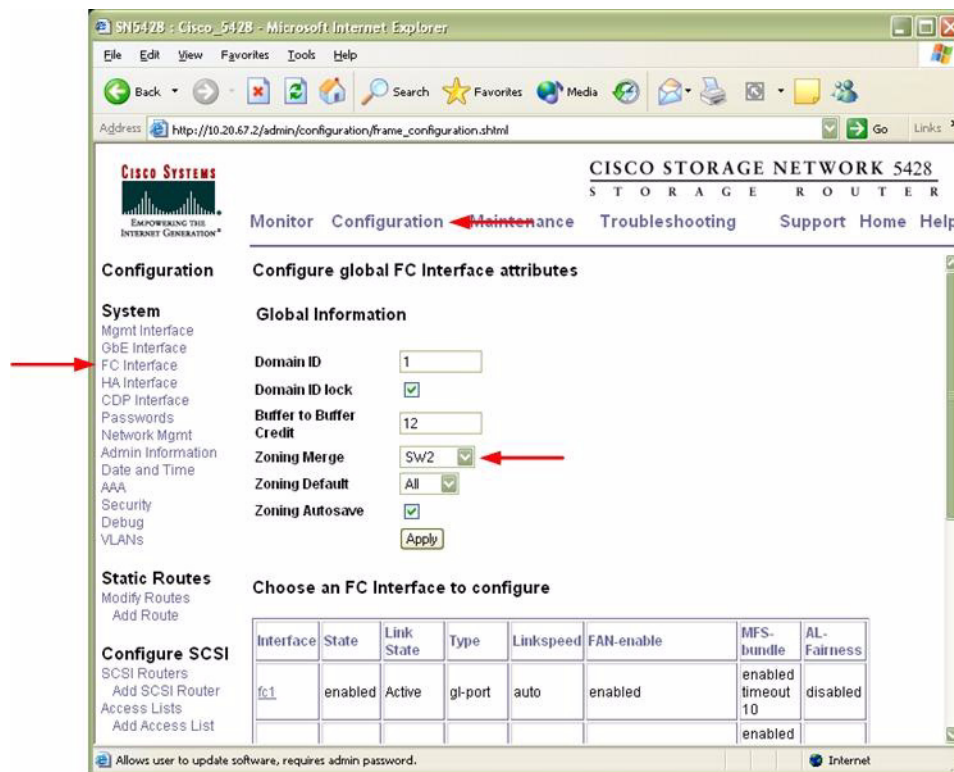 SN5428 : Cisco_5428 - Microsoft Internet Explorer
File Edit View Favorites Tools Help
Back Search Favorites Media
Address http://10.20.67.2/admin/configuration/frame_configuration.shtml Go Links
CISCO SYSTEMS
EMPOWERING THE
INTERNET GENERATION
CISCO STORAGE NETWORK 5428
STORAGE ROUTER
Monitor Configuration Maintenance Troubleshooting Support Home Help
Configuration
System
Mgmt Interface
GbE Interface
FC Interface
HA Interface
CDP Interface
Passwords
Network Mgmt
Admin Information
Date and Time
AAA
Security
Debug
VLANs
Static Routes
Modify Routes
Add Route
Configure SCSI
SCSI Routers
Add SCSI Router
Access Lists
Add Access List
Configure global FC Interface attributes
Global Information
Domain ID 1
Domain ID lock
Buffer to Buffer
Credit 12
Zoning Merge SW2
Zoning Default All
Zoning Autosave
Apply
Choose an FC Interface to configure
Interface State Link State Type Linkspeed FAN-enable MFS-bundle AL-Fairness
fc1 enabled Active gl-port auto enabled enabled timeout 10 disabled
enabled
Allows user to update software, requires admin password. Internet